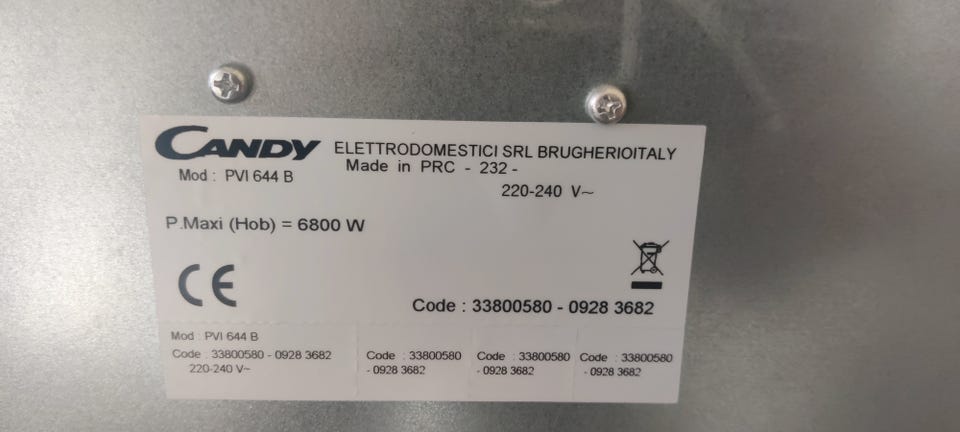 CANDY ELETTRODOMESTICI SRL BRUGHERIOITALY
Made in PRC - 232 -
Mod : PVI 644 B
220-240 V~
P.Maxi (Hob) = 6800 W
CE
Code : 33800580 - 0928 3682
Mod : PVI 644 B
Code : 33800580 - 0928 3682
220-240 V~
Code : 33800580
- 0928 3682
Code : 33800580
- 0928 3682
Code : 33800580
- 0928 3682